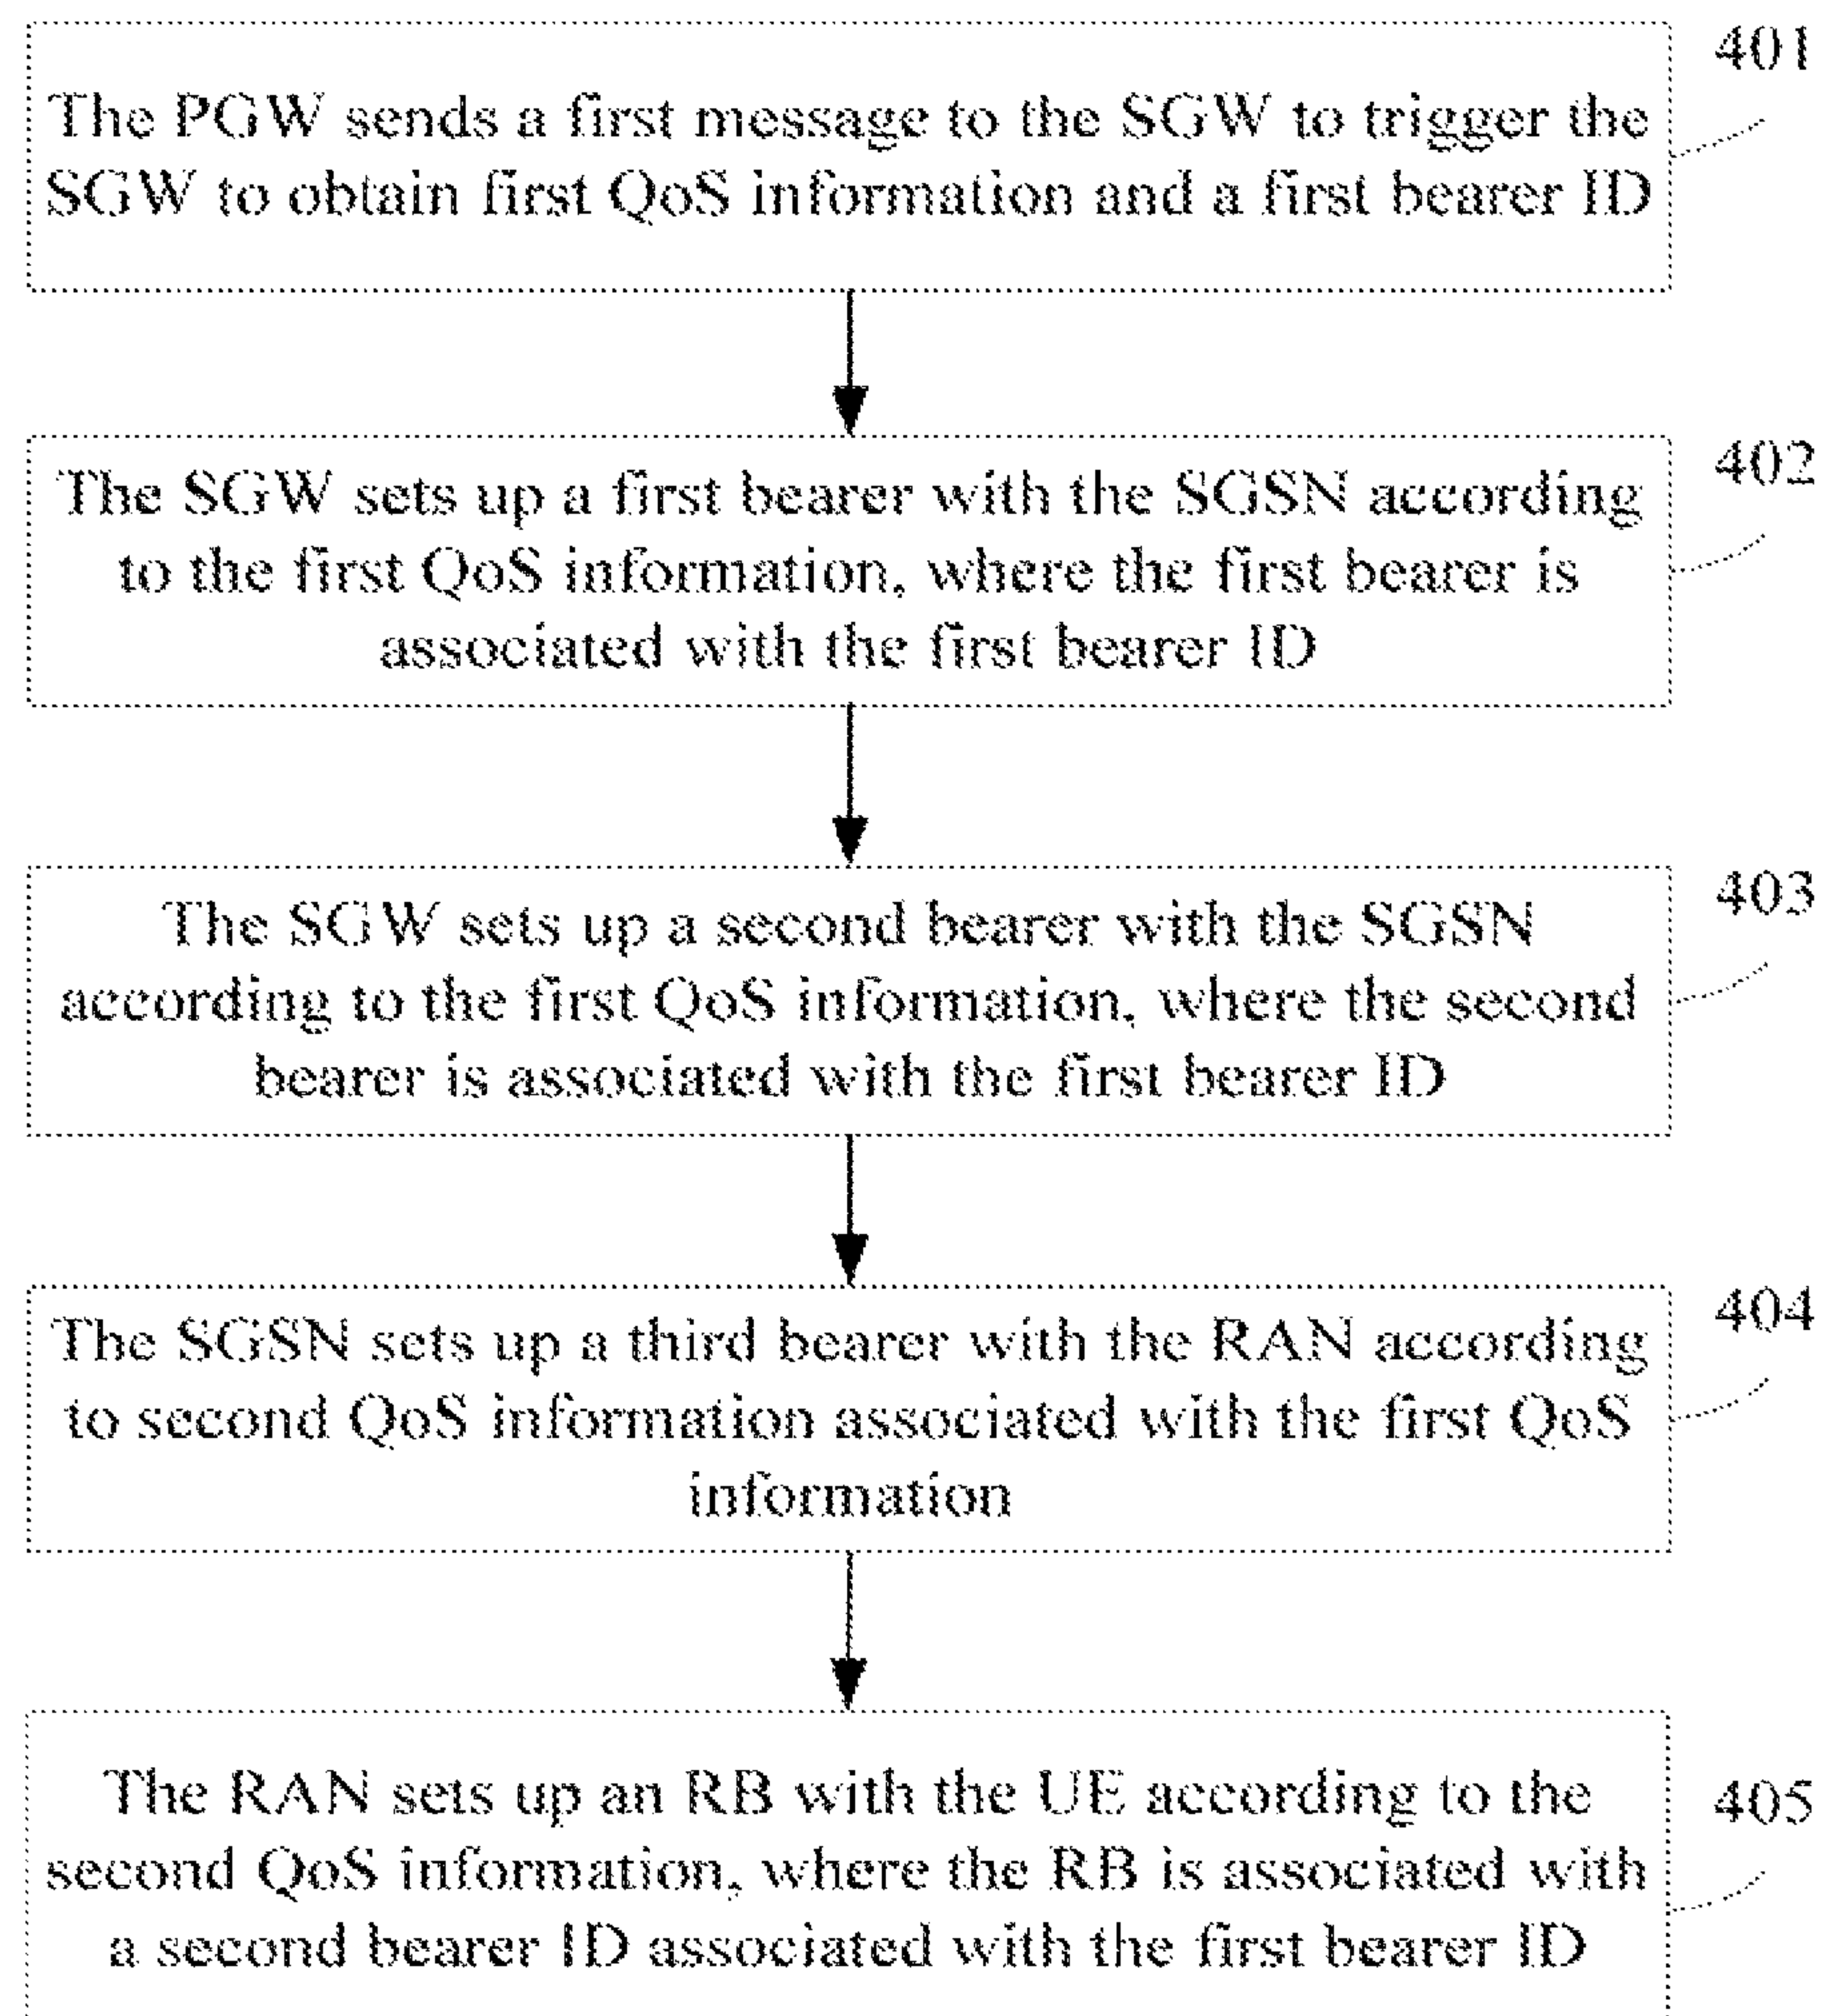 401
The PGW sends a first message to the SGW to trigger the
SGW to obtain first QoS information and a first bearer ID
402
The SGW sets up a first bearer with the SGSN according
to the first QoS information, where the first bearer is
associated with the first bearer ID
403
The SGW sets up a second bearer with the SGSN
according to the first QoS information, where the second
bearer is associated with the first bearer ID
404
The SGSN sets up a third bearer with the RAN according
to second QoS information associated with the first QoS
information
405
The RAN sets up an RB with the UE according to the
second QoS information, where the RB is associated with
a second bearer ID associated with the first bearer ID